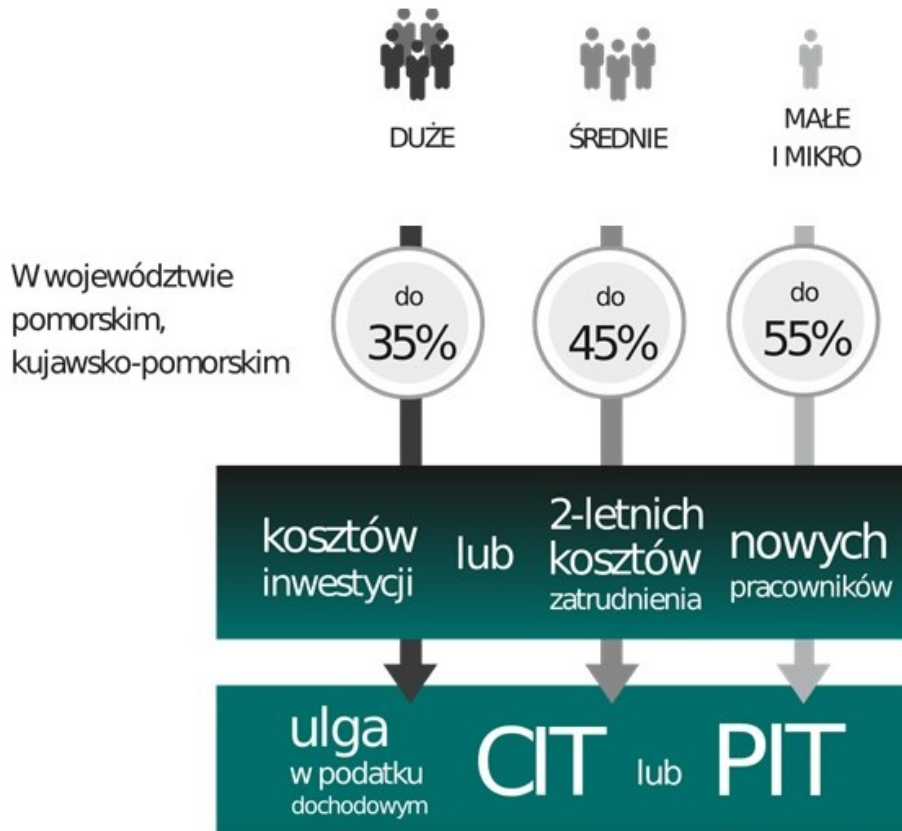 DUŻE
ŚREDNIE
MAŁE
I MIKRO
W województwie
pomorskim,
kujawsko-pomorskim
do
35%
do
45%
do
55%
kosztów
inwestycji
lub
2-letnich
kosztów
zatrudnienia
nowych
pracowników
ulga
w podatku
dochodowym
CIT
lub
PIT